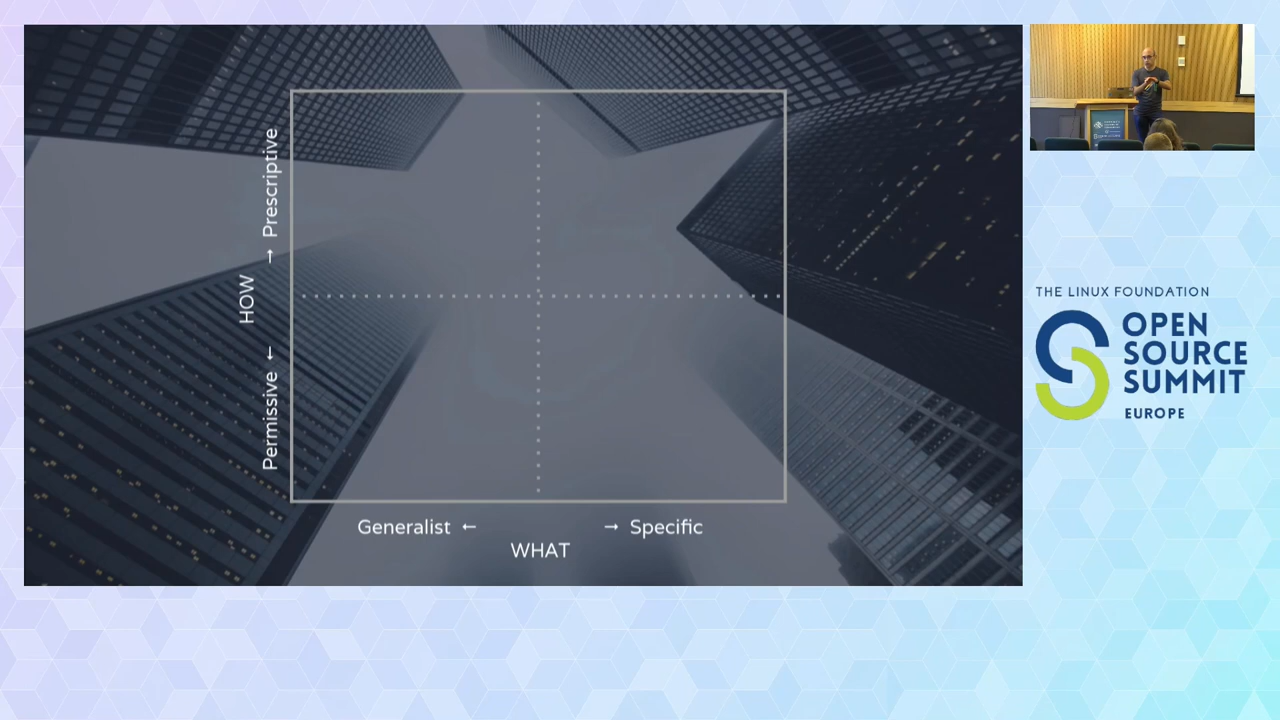 HOW
Permissive ←
→ Prescriptive
Generalist ←
→ Specific
WHAT
THE LINUX FOUNDATION
OPEN
SOURCE
SUMMIT
EUROPE